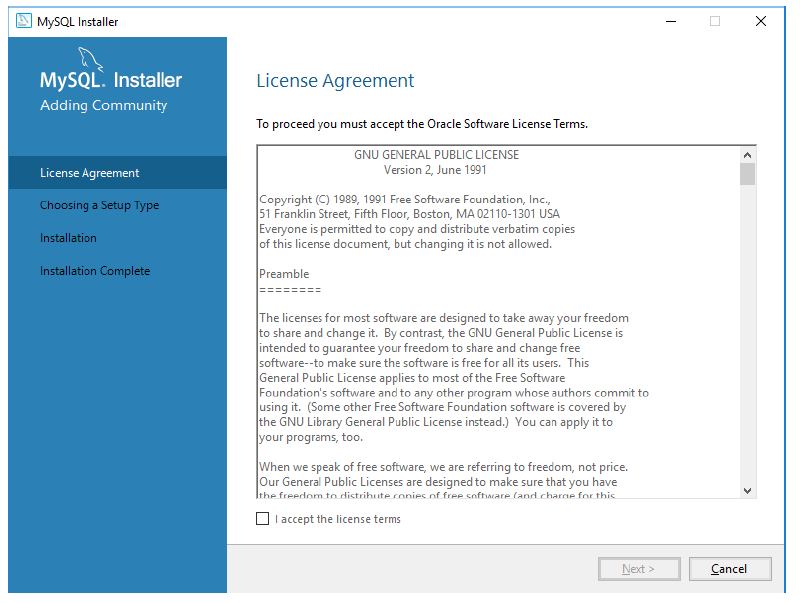 MySQL Installer
MySQL. Installer
Adding Community
License Agreement
Choosing a Setup Type
Installation
Installation Complete
License Agreement
To proceed you must accept the Oracle Software License Terms.
GNU GENERAL PUBLIC LICENSE
Version 2, June 1991
Copyright (C) 1989, 1991 Free Software Foundation, Inc.,
51 Franklin Street, Fifth Floor, Boston, MA 02110-1301 USA
Everyone is permitted to copy and distribute verbatim copies
of this license document, but changing it is not allowed.
Preamble
========
The licenses for most software are designed to take away your freedom
to share and change it. By contrast, the GNU General Public License is
intended to guarantee your freedom to share and change free
software--to make sure the software is free for all its users. This
General Public License applies to most of the Free Software
Foundation's software and to any other program whose authors commit to
using it. (Some other Free Software Foundation software is covered by
the GNU Library General Public License instead.) You can apply it to
your programs, too.
When we speak of free software, we are referring to freedom, not price.
Our General Public Licenses are designed to make sure that you have
the freedom to distribute copies of free software (and charge for this
I accept the license terms
Next >
Cancel